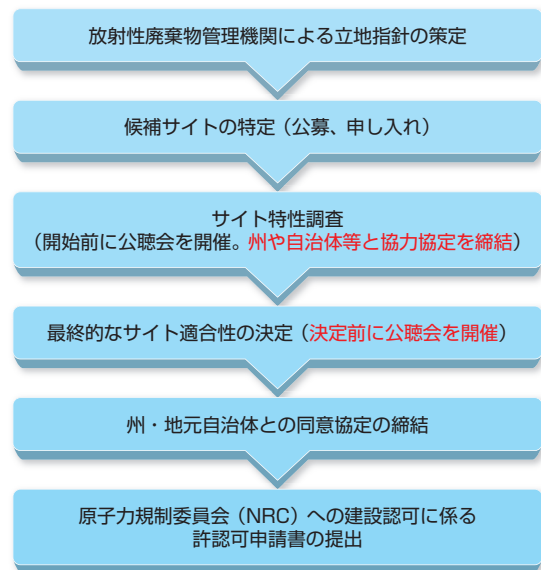 放射性廃棄物管理機関による立地指針の策定
候補サイトの特定（公募、申し入れ）
サイト特性調査
（開始前に公聴会を開催。州や自治体等と協力協定を締結）
最終的なサイト適合性の決定（決定前に公聴会を開催）
州・地元自治体との同意協定の締結
原子力規制委員会（NRC）への建設認可に係る
許認可申請書の提出